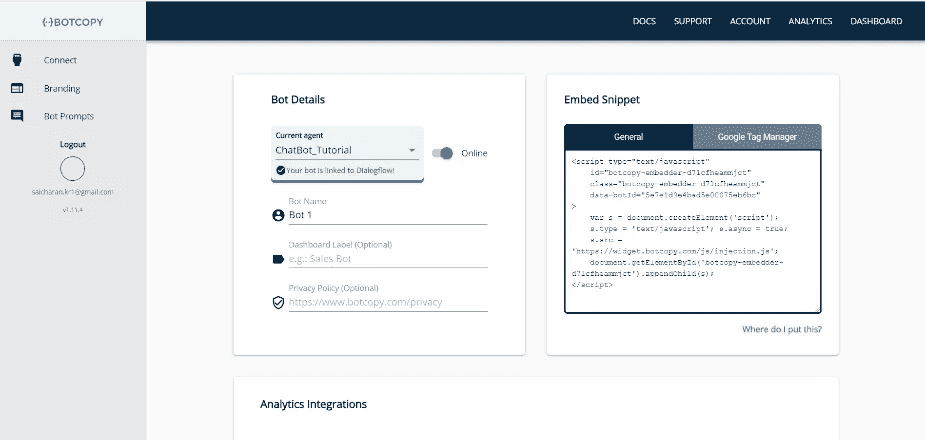 {·}BOTCOPY
DOCS SUPPORT ACCOUNT ANALYTICS DASHBOARD
Connect
Branding
Bot Prompts
Logout
saicharan.kr1@gmail.com
v1.13.4
Bot Details
Current agent
ChatBot_Tutorial
Online
Your bot is linked to Dialogflow!
Bot Name
Bot 1
Dashboard Label (Optional)
e.g.: Sales Bot
Privacy Policy (Optional)
https://www.botcopy.com/privacy
Embed Snippet
General Google Tag Manager
<script type="text/javascript"
id="botcopy-embedder-d7lcfheammjct"
class="botcopy-embedder-d7lcfheammjct"
data-botId="5e7e1d9e4bad5e00075eb6bc"
>
var s = document.createElement('script');
s.type = 'text/javascript'; s.async = true;
s.src =
"https://widget.botcopy.com/js/injection.js";
document.getElementById('botcopy-embedder-
d7lcfheammjct').appendChild(s);
</script>
Where do I put this?
Analytics Integrations